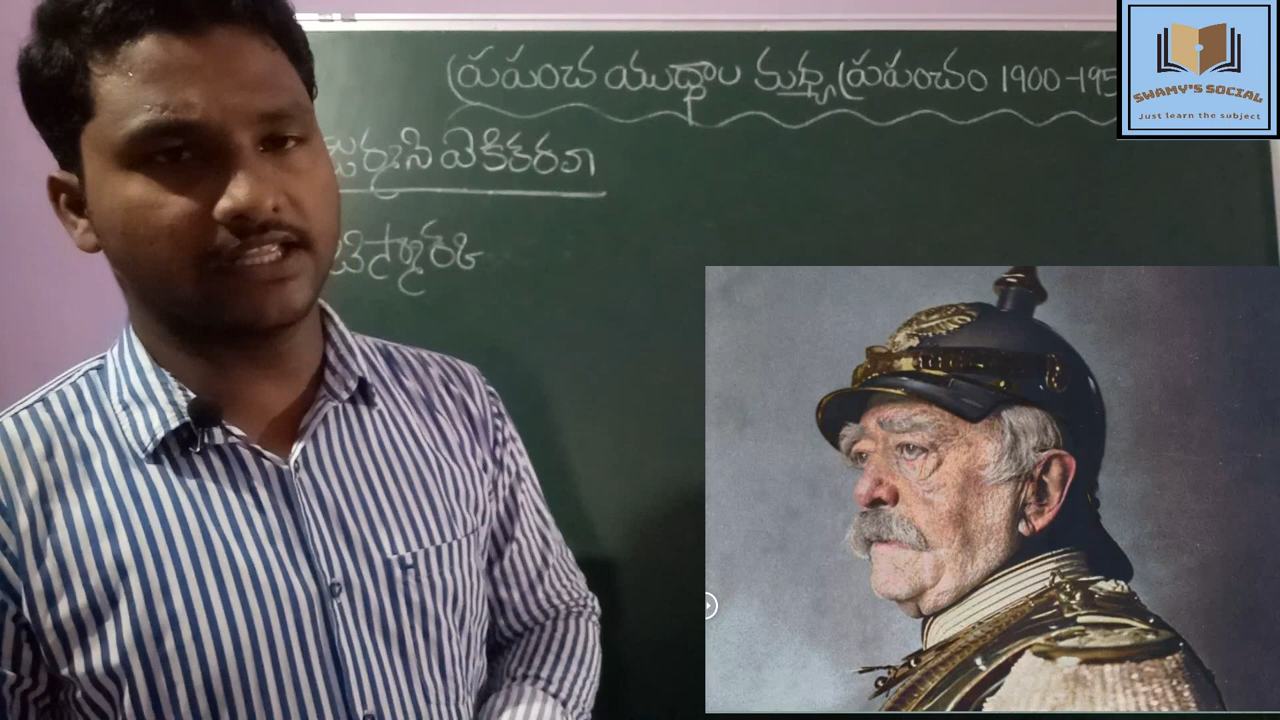 ప్రపంచ యుద్ధాల మధ్య ప్రపంచం 1900-195
జర్మని ఏకీకరణ
బిస్మార్క్
SWAMY'S SOCIAL
Just learn the subject